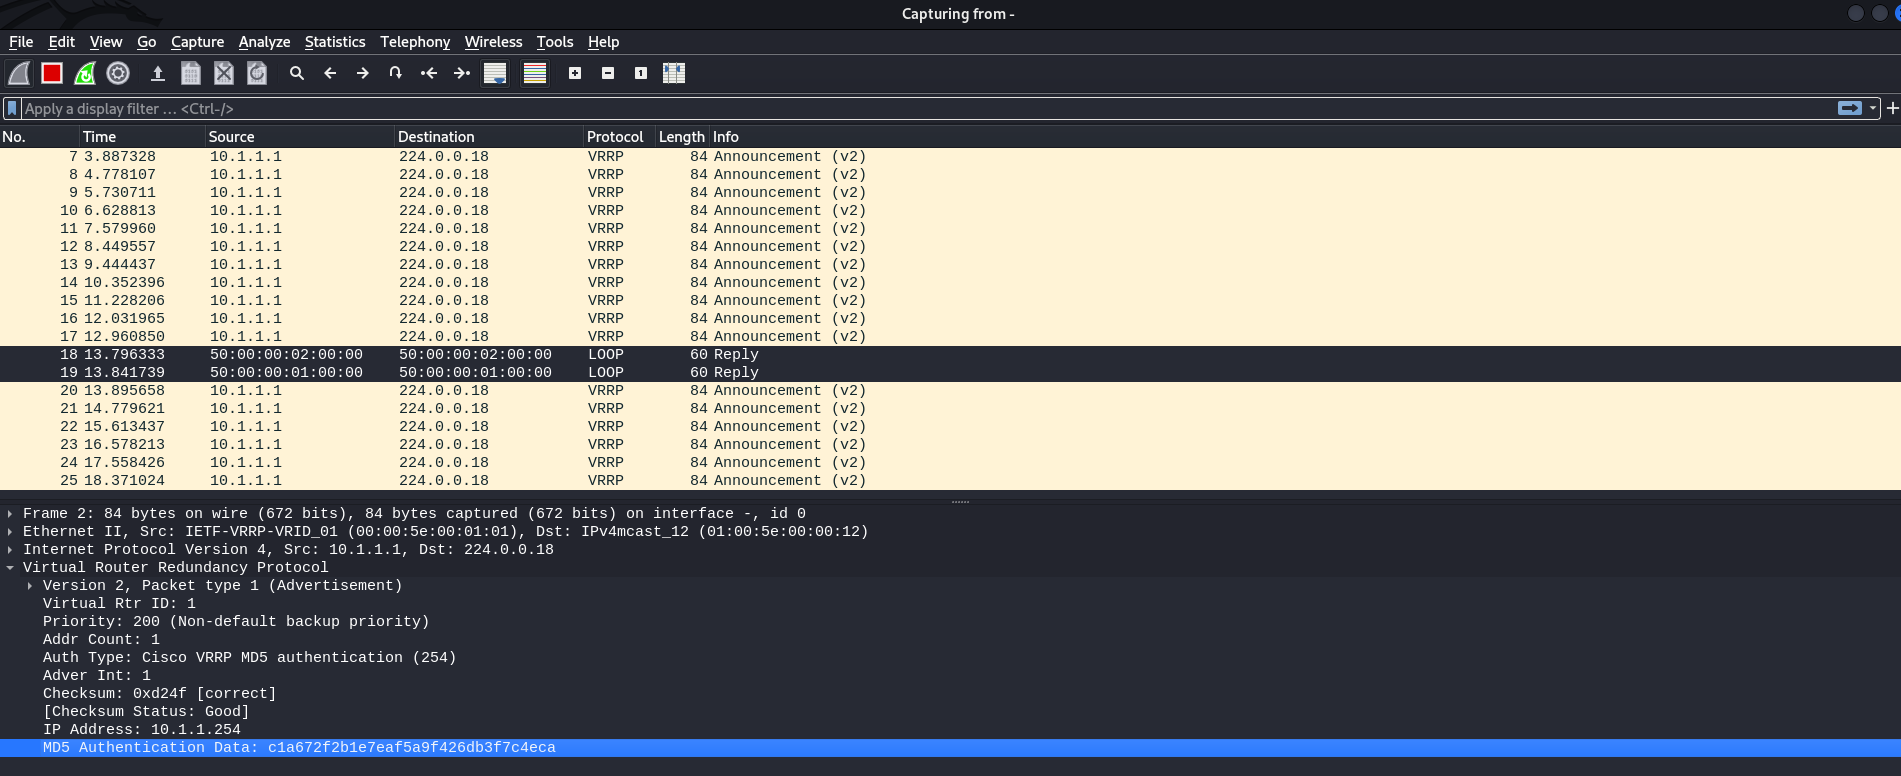 Capturing from -
File Edit View Go Capture Analyze Statistics Telephony Wireless Tools Help
Apply a display filter … <Ctrl-/>
No. Time Source Destination Protocol Length Info
7 3.887328 10.1.1.1 224.0.0.18 VRRP 84 Announcement (v2)
8 4.778107 10.1.1.1 224.0.0.18 VRRP 84 Announcement (v2)
9 5.730711 10.1.1.1 224.0.0.18 VRRP 84 Announcement (v2)
10 6.628813 10.1.1.1 224.0.0.18 VRRP 84 Announcement (v2)
11 7.579960 10.1.1.1 224.0.0.18 VRRP 84 Announcement (v2)
12 8.449557 10.1.1.1 224.0.0.18 VRRP 84 Announcement (v2)
13 9.444437 10.1.1.1 224.0.0.18 VRRP 84 Announcement (v2)
14 10.352396 10.1.1.1 224.0.0.18 VRRP 84 Announcement (v2)
15 11.228206 10.1.1.1 224.0.0.18 VRRP 84 Announcement (v2)
16 12.031965 10.1.1.1 224.0.0.18 VRRP 84 Announcement (v2)
17 12.960850 10.1.1.1 224.0.0.18 VRRP 84 Announcement (v2)
18 13.796333 50:00:00:02:00:00 50:00:00:02:00:00 LOOP 60 Reply
19 13.841739 50:00:00:01:00:00 50:00:00:01:00:00 LOOP 60 Reply
20 13.895658 10.1.1.1 224.0.0.18 VRRP 84 Announcement (v2)
21 14.779621 10.1.1.1 224.0.0.18 VRRP 84 Announcement (v2)
22 15.613437 10.1.1.1 224.0.0.18 VRRP 84 Announcement (v2)
23 16.578213 10.1.1.1 224.0.0.18 VRRP 84 Announcement (v2)
24 17.558426 10.1.1.1 224.0.0.18 VRRP 84 Announcement (v2)
25 18.371024 10.1.1.1 224.0.0.18 VRRP 84 Announcement (v2)
Frame 2: 84 bytes on wire (672 bits), 84 bytes captured (672 bits) on interface -, id 0
Ethernet II, Src: IETF-VRRP-VRID_01 (00:00:5e:00:01:01), Dst: IPv4mcast_12 (01:00:5e:00:00:12)
Internet Protocol Version 4, Src: 10.1.1.1, Dst: 224.0.0.18
Virtual Router Redundancy Protocol
Version 2, Packet type 1 (Advertisement)
Virtual Rtr ID: 1
Priority: 200 (Non-default backup priority)
Addr Count: 1
Auth Type: Cisco VRRP MD5 authentication (254)
Adver Int: 1
Checksum: 0xd24f [correct]
[Checksum Status: Good]
IP Address: 10.1.1.254
MD5 Authentication Data: c1a672f2b1e7eaf5a9f426db3f7c4eca